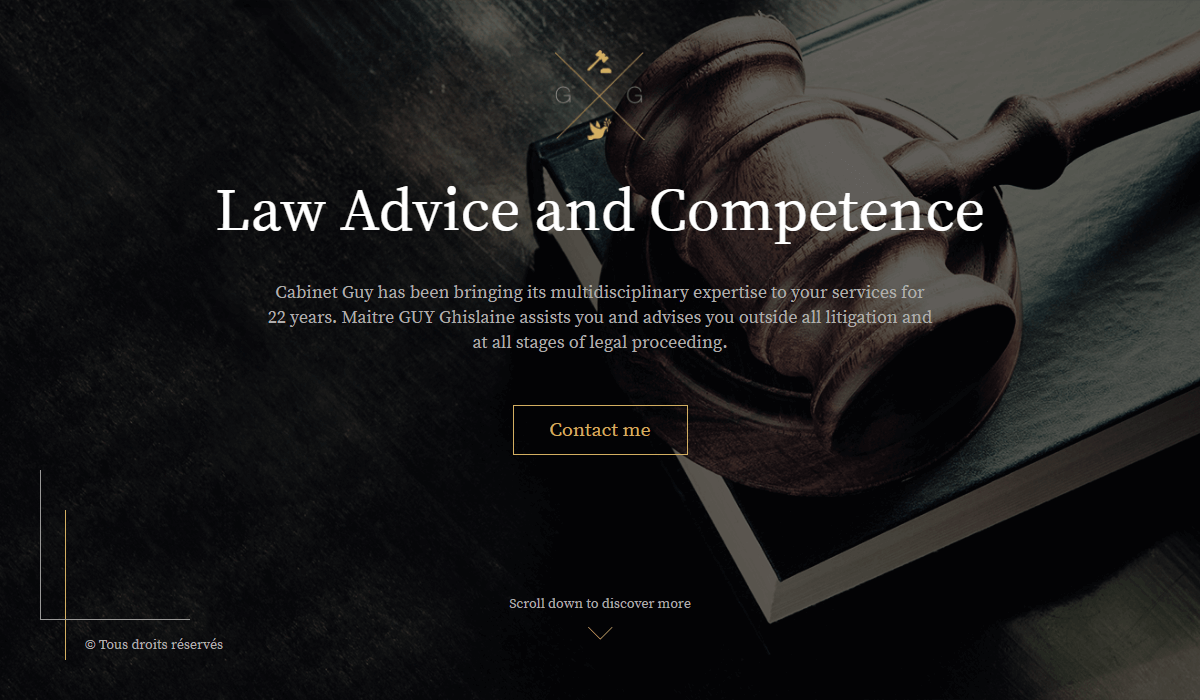 G G
Law Advice and Competence
Cabinet Guy has been bringing its multidisciplinary expertise to your services for
22 years. Maitre GUY Ghislaine assists you and advises you outside all litigation and
at all stages of legal proceeding.
Contact me
Scroll down to discover more
© Tous droits réservés